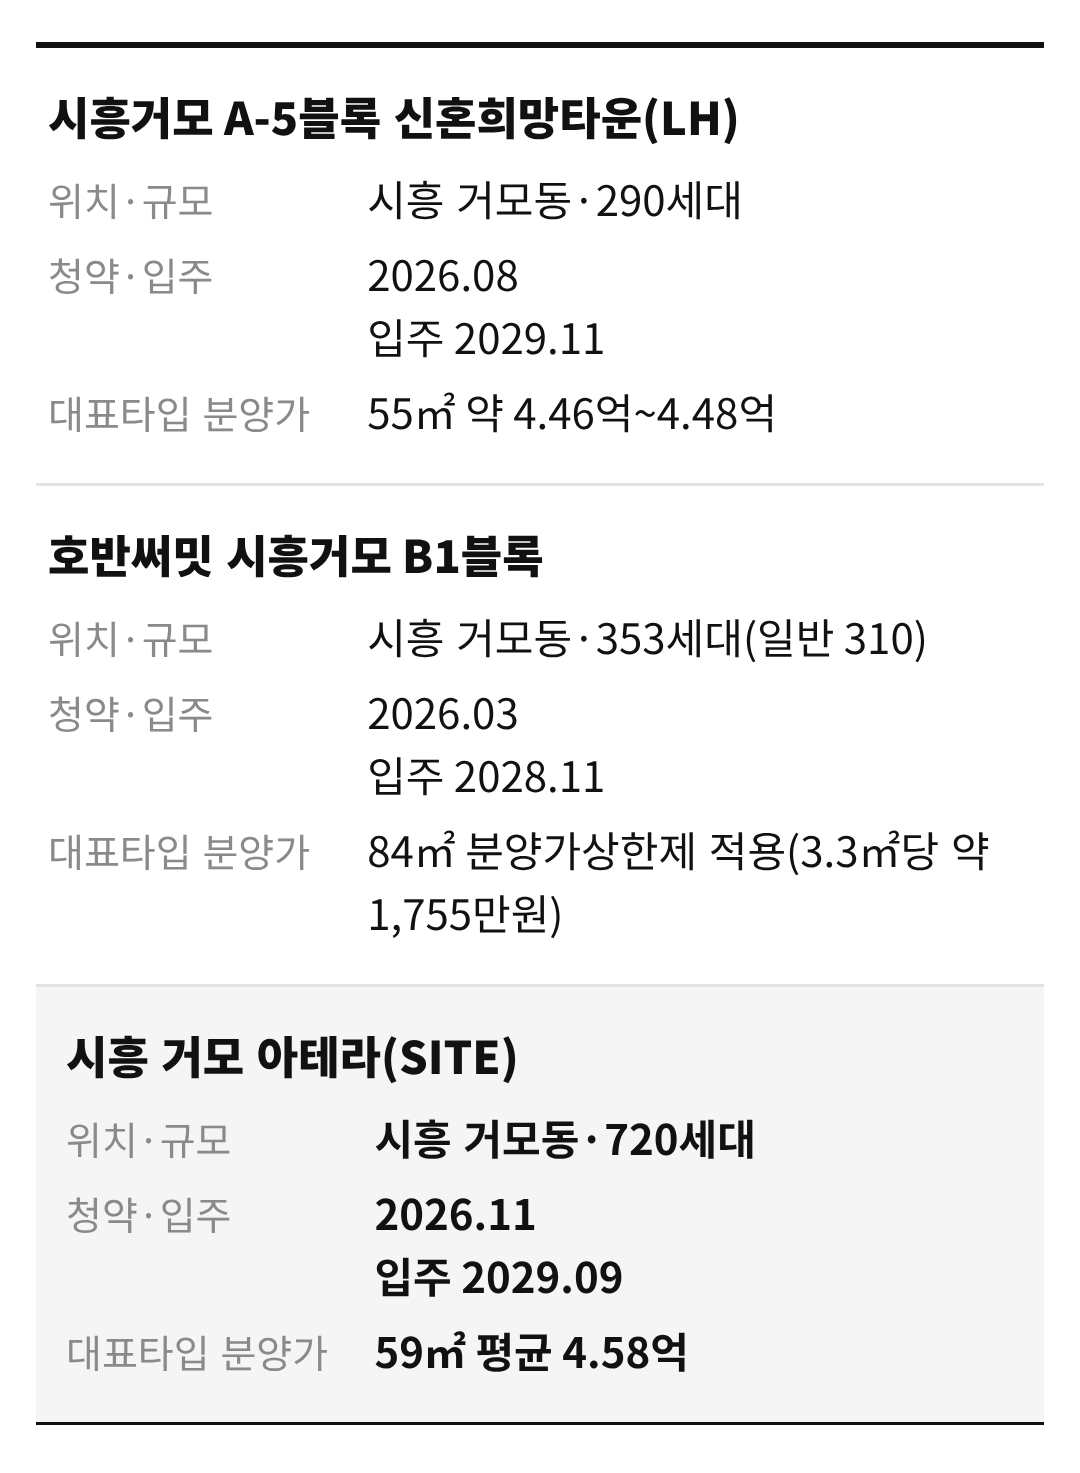 시흥거모 A-5블록 신혼희망타운(LH)
위치·규모 시흥 거모동·290세대
청약·입주 2026.08
입주 2029.11
대표타입 분양가 55㎡ 약 4.46억~4.48억
호반써밋 시흥거모 B1블록
위치·규모 시흥 거모동·353세대(일반 310)
청약·입주 2026.03
입주 2028.11
대표타입 분양가 84㎡ 분양가상한제 적용(3.3㎡당 약
1,755만원)
시흥 거모 아테라(SITE)
위치·규모 시흥 거모동·720세대
청약·입주 2026.11
입주 2029.09
대표타입 분양가 59㎡ 평균 4.58억